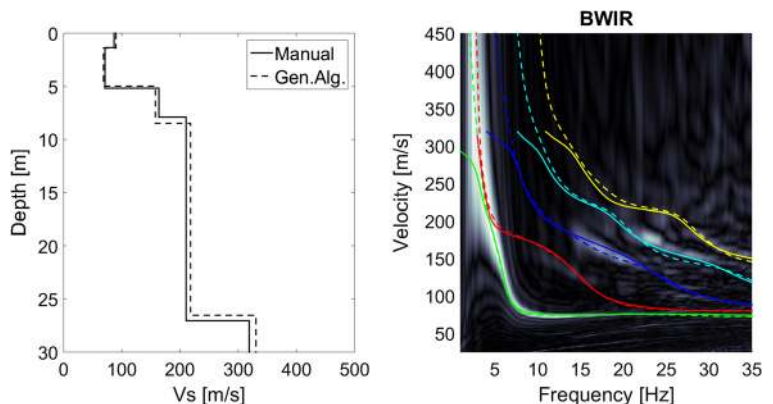 BWIR
0
5
10
15
20
25
30
Depth [m]
Manual
Gen.Alg.
0 100 200 300 400 500
Vs [m/s]
450
400
350
300
250
200
150
100
50
Velocity [m/s]
5 10 15 20 25 30 35
Frequency [Hz]